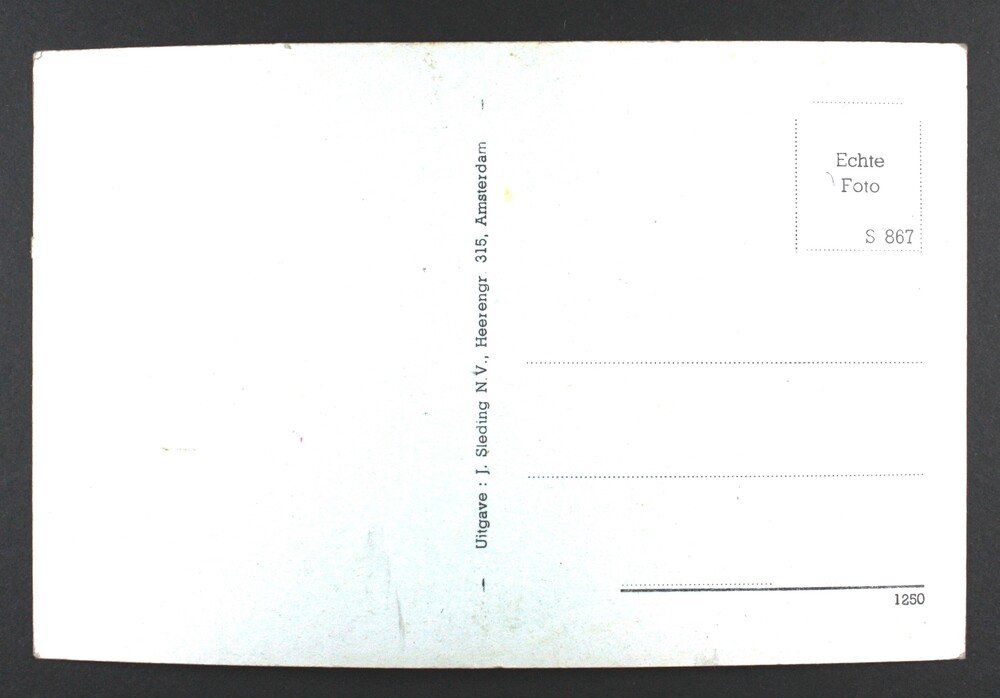 Uitgave : J. Sleding N.V., Heerengr. 315, Amsterdam
Echte
Foto
S 867
1250